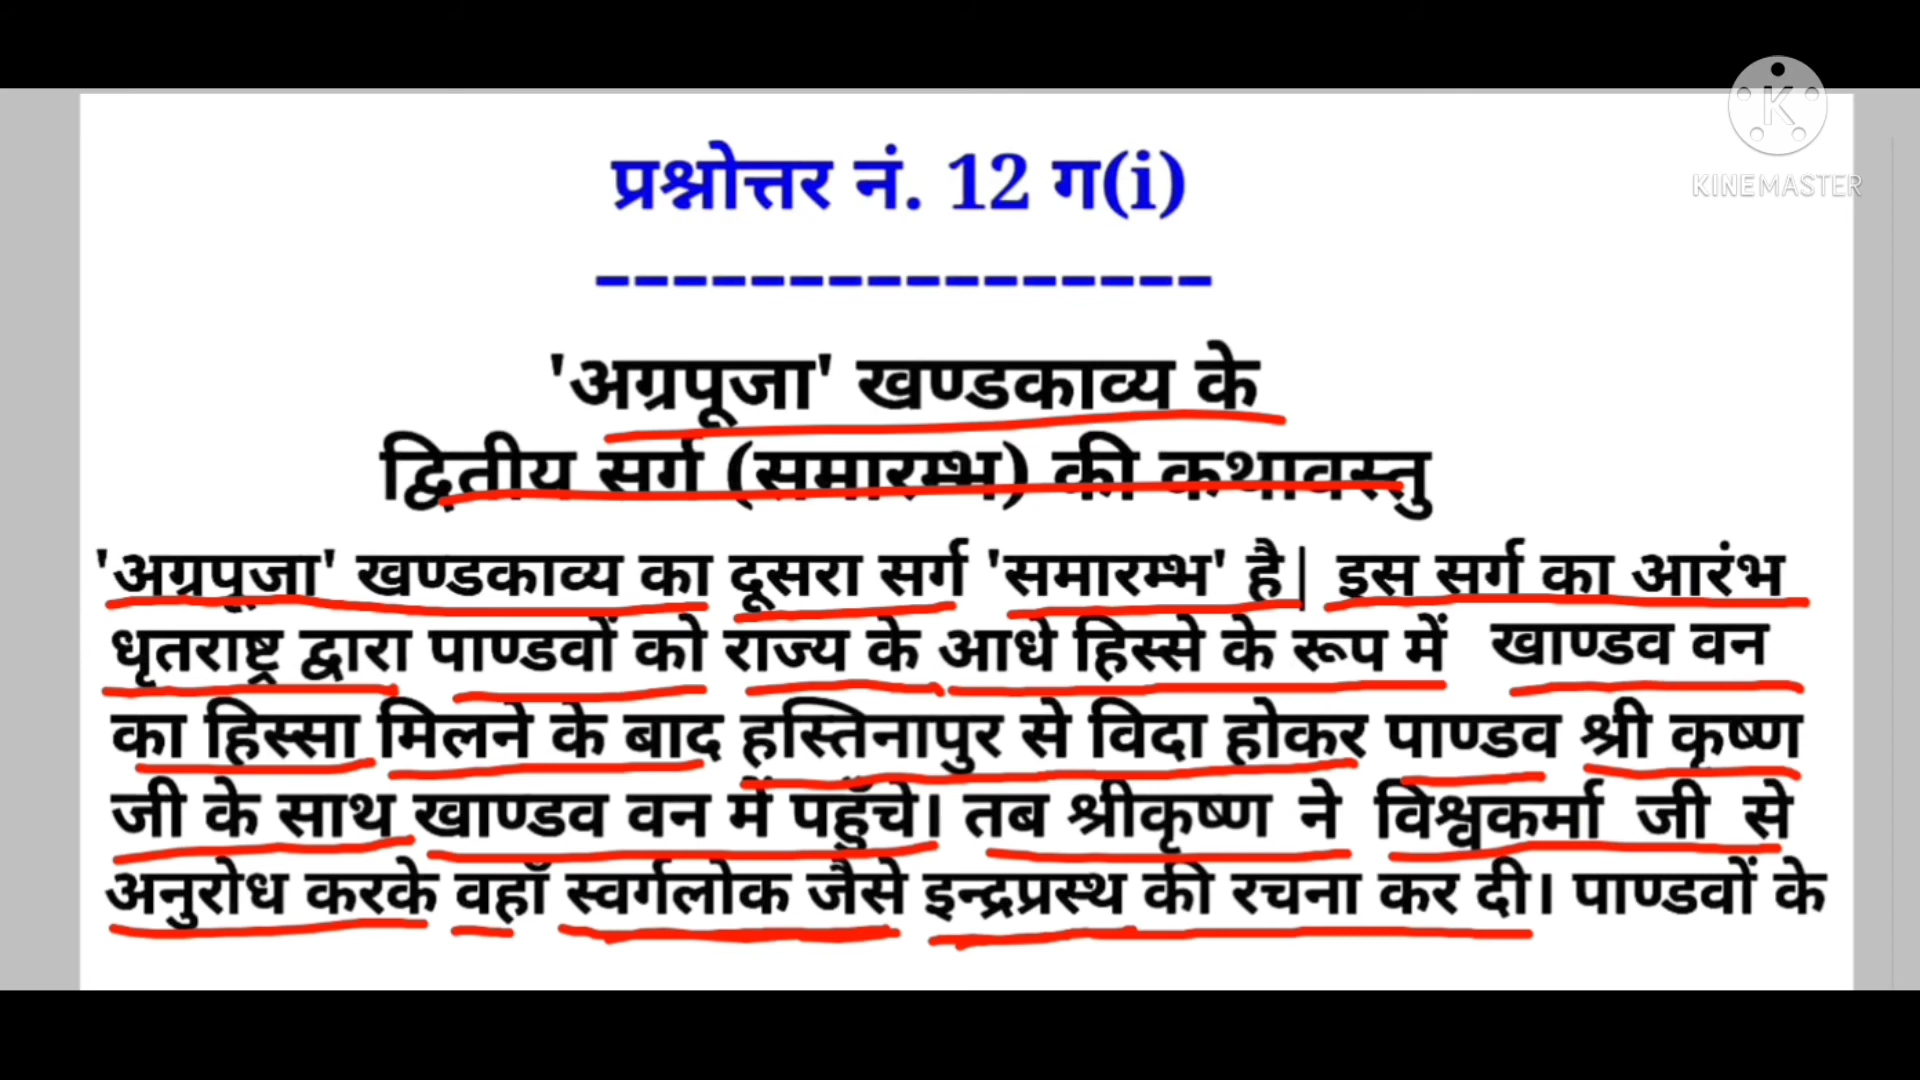 प्रश्नोत्तर नं. 12 ग(i)
----------------
KINEMASTER
'अग्रपूजा' खण्डकाव्य के
द्वितीय सर्ग (समारम्भ) की कथावस्तु
'अग्रपूजा' खण्डकाव्य का दूसरा सर्ग 'समारम्भ' है| इस सर्ग का आरंभ
धृतराष्ट्र द्वारा पाण्डवों को राज्य के आधे हिस्से के रूप में खाण्डव वन
का हिस्सा मिलने के बाद हस्तिनापुर से विदा होकर पाण्डव श्री कृष्ण
जी के साथ खाण्डव वन में पहुँचे। तब श्रीकृष्ण ने विश्वकर्मा जी से
अनुरोध करके वहाॅ स्वर्गलोक जैसे इन्द्रप्रस्थ की रचना कर दी। पाण्डवों के